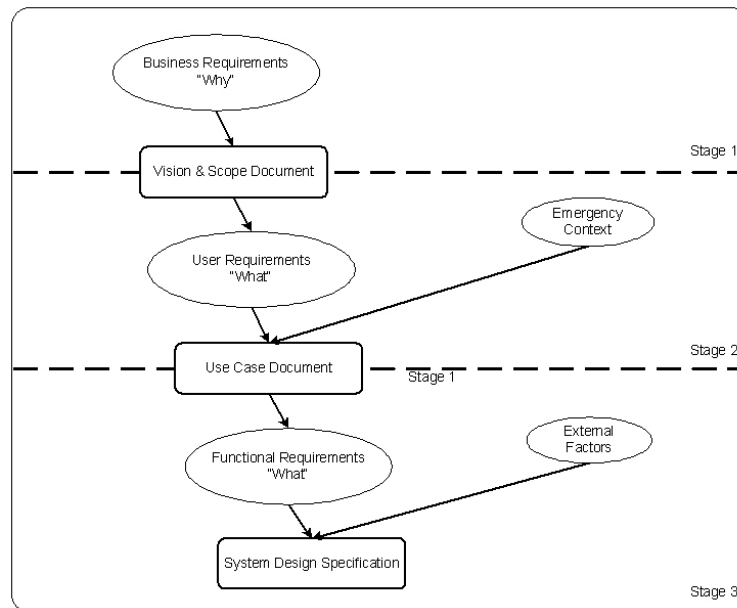 Business Requirements
"Why"
Stage 1
Vision & Scope Document
Emergency
Context
User Requirements
"What"
Stage 2
Use Case Document
Stage 1
External
Factors
Functional Requirements
"What"
System Design Specification
Stage 3